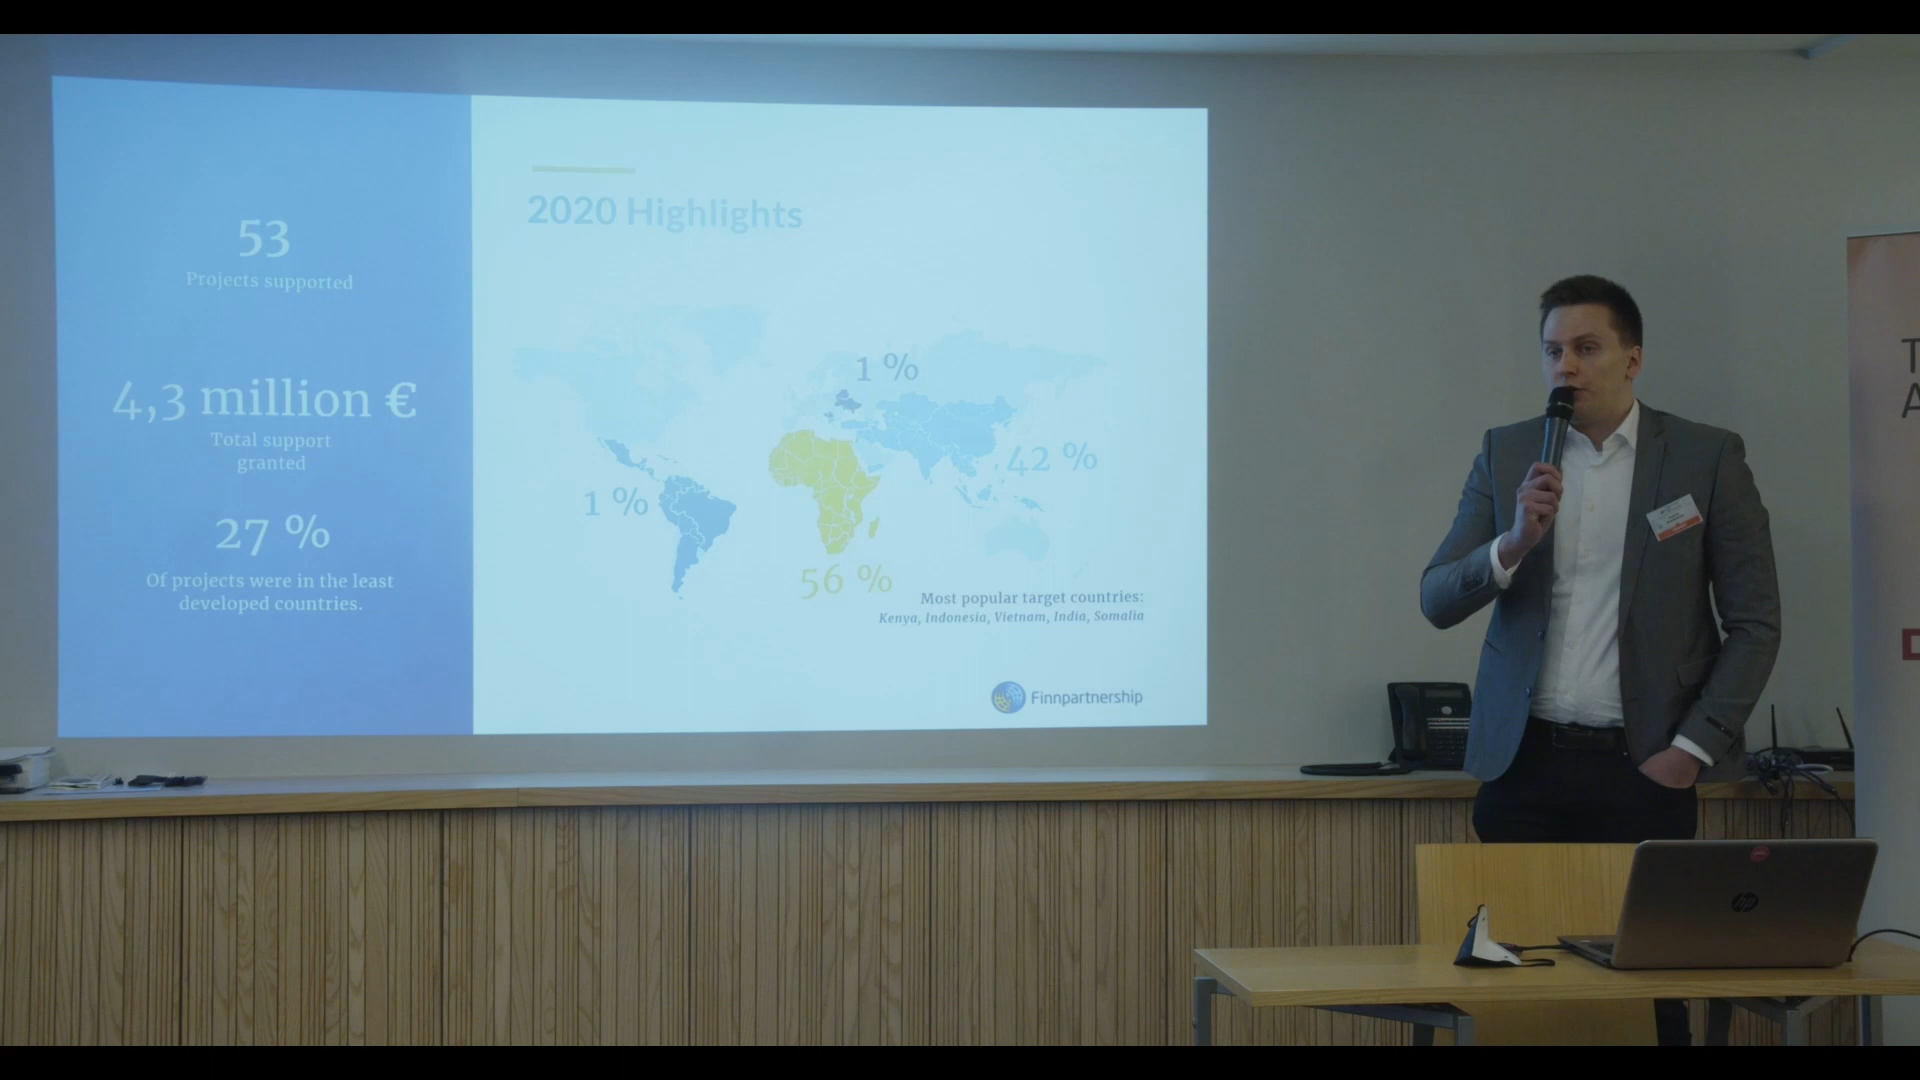 53
Projects supported
4,3 million €
Total support
granted
27 %
Of projects were in the least
developed countries.
2020 Highlights
1 %
42 %
1 %
56 %
Most popular target countries:
Kenya, Indonesia, Vietnam, India, Somalia
Finnpartnership
hp
T
A